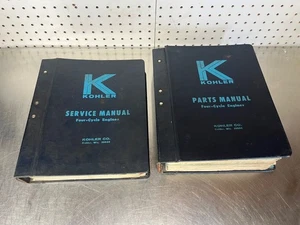 K
KOHLER
SERVICE MANUAL
Four-Cycle Engines
KOHLER CO.
K
KOHLER
PARTS MANUAL
Four-Cycle Engines
KOHLER CO.